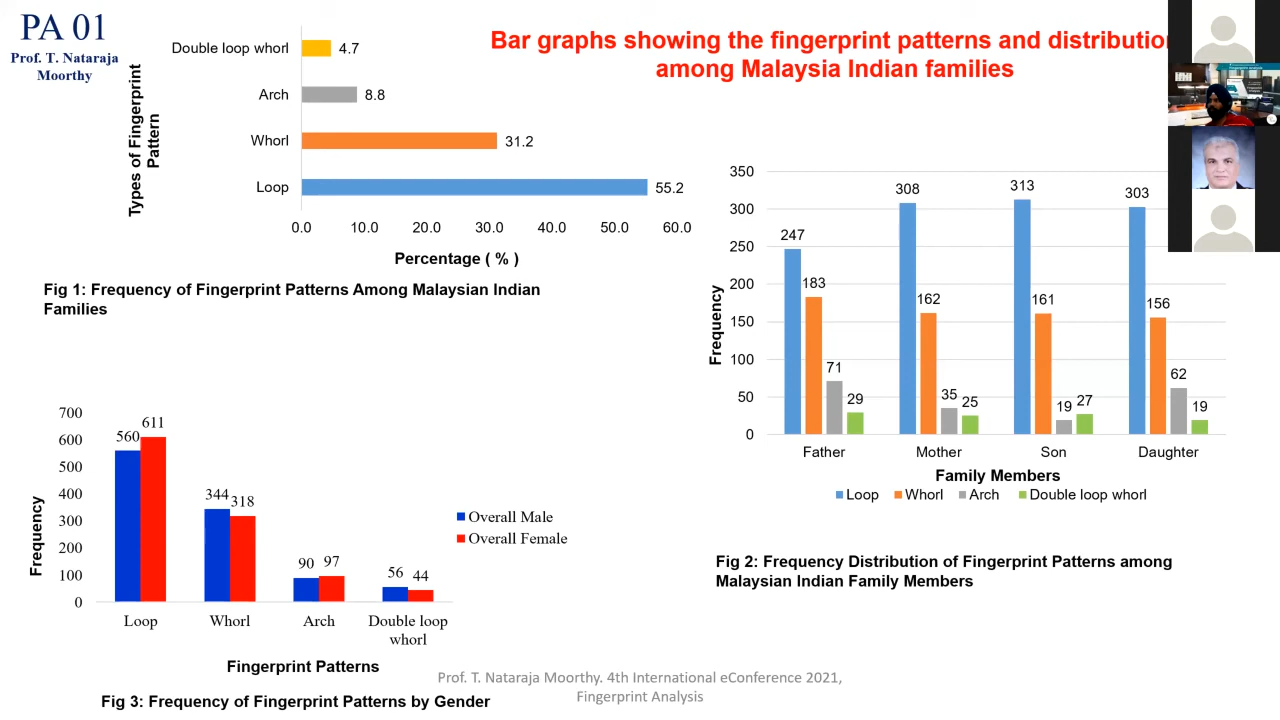 PA 01
Prof. T. Nataraja
Moorthy
Bar graphs showing the fingerprint patterns and distributio
among Malaysia Indian families
Types of Fingerprint
Pattern
Double loop whorl
4.7
Arch
8.8
Whorl
31.2
Loop
55.2
0.0 10.0 20.0 30.0 40.0 50.0 60.0
Percentage ( % )
Fig 1: Frequency of Fingerprint Patterns Among Malaysian Indian
Families
Frequency
350
300
250
200
150
100
50
0
247 183 71 29
308 162 35 25
313 161 19 27
303 156 62 19
Father Mother Son Daughter
Family Members
Loop Whorl Arch Double loop whorl
Fig 2: Frequency Distribution of Fingerprint Patterns among
Malaysian Indian Family Members
Frequency
700
600
500
400
300
200
100
0
560 611
344 318
90 97
56 44
Loop Whorl Arch Double loop
whorl
Overall Male
Overall Female
Fingerprint Patterns
Fig 3: Frequency of Fingerprint Patterns by Gender
Prof. T. Nataraja Moorthy. 4th International eConference 2021,
Fingerprint Analysis